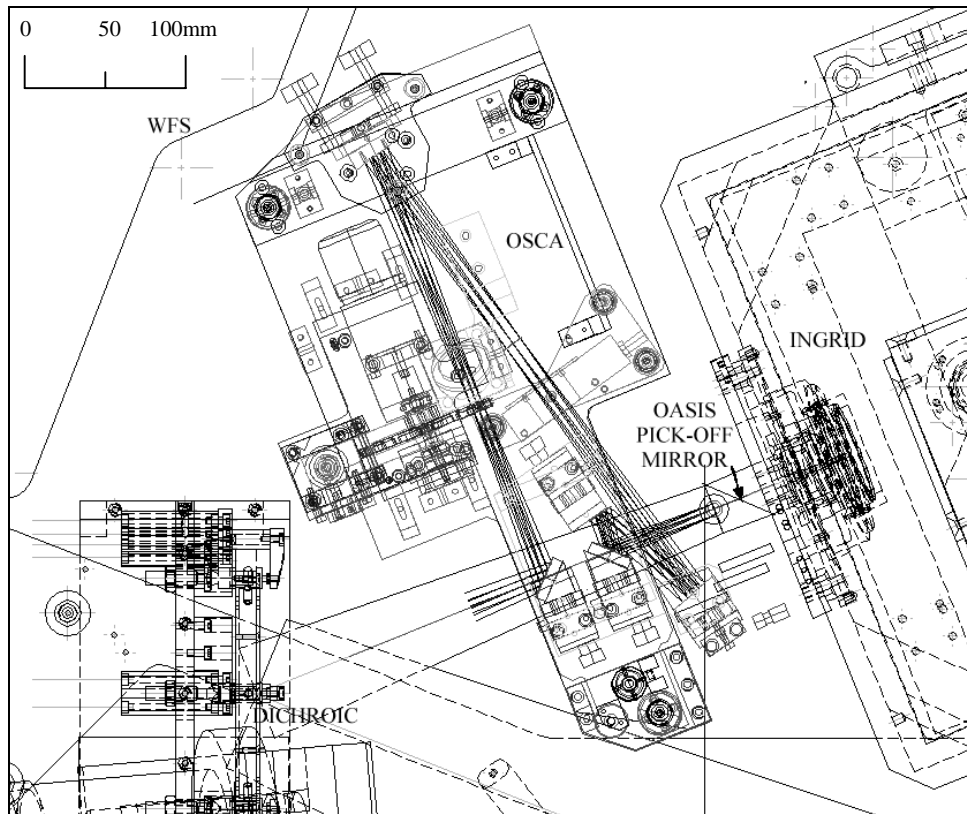 0 50 100mm
WFS
OSCA
INGRID
OASIS
PICK-OFF
MIRROR
DICHROIC